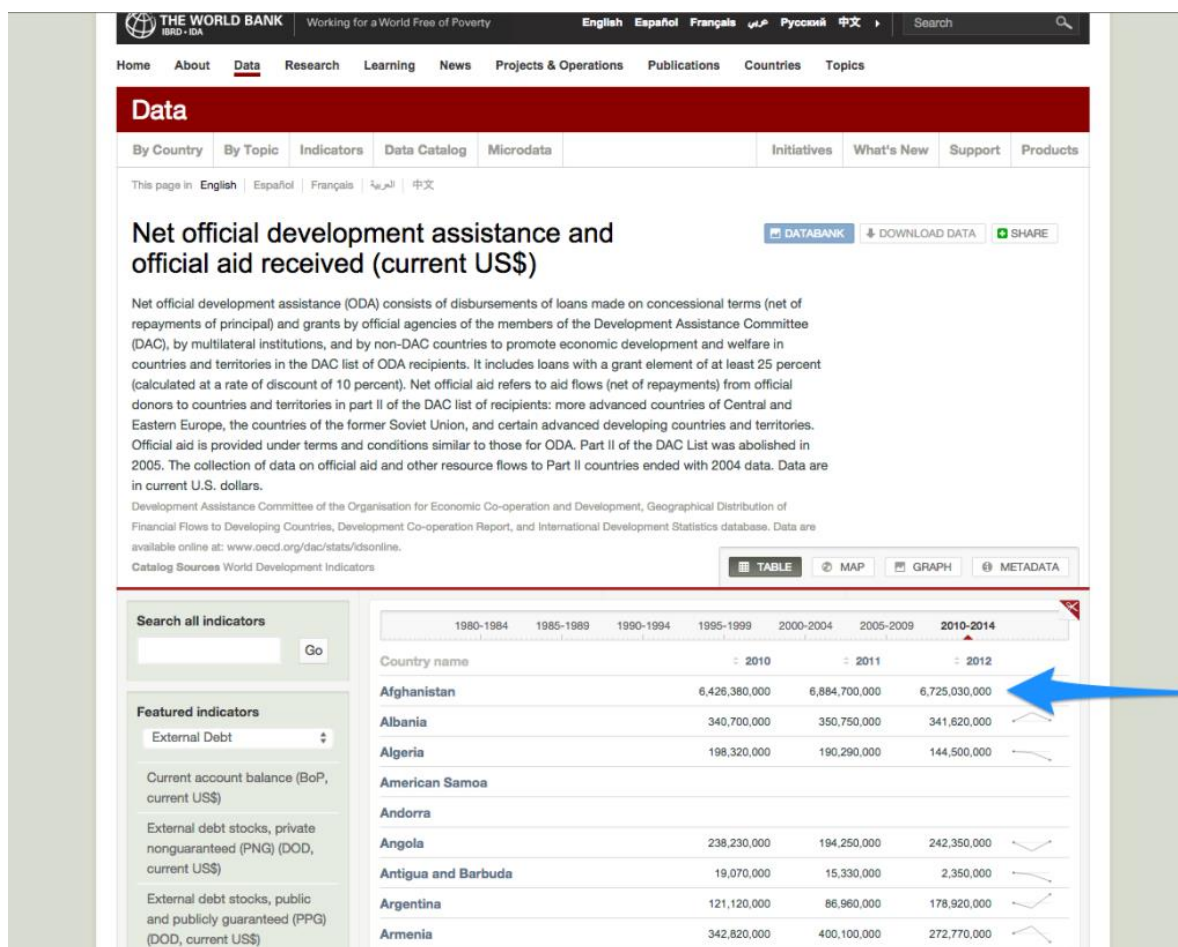 THE WORLD BANK
IBRD • IDA
Working for a World Free of Poverty
English Español Français عربي Русский 中文
Search
Home About Data Research Learning News Projects & Operations Publications Countries Topics
Data
By Country By Topic Indicators Data Catalog Microdata Initiatives What's New Support Products
This page in English Español Français العربية 中文
Net official development assistance and
official aid received (current US$)
DATABANK DOWNLOAD DATA SHARE
Net official development assistance (ODA) consists of disbursements of loans made on concessional terms (net of
repayments of principal) and grants by official agencies of the members of the Development Assistance Committee
(DAC), by multilateral institutions, and by non-DAC countries to promote economic development and welfare in
countries and territories in the DAC list of ODA recipients. It includes loans with a grant element of at least 25 percent
(calculated at a rate of discount of 10 percent). Net official aid refers to aid flows (net of repayments) from official
donors to countries and territories in part II of the DAC list of recipients: more advanced countries of Central and
Eastern Europe, the countries of the former Soviet Union, and certain advanced developing countries and territories.
Official aid is provided under terms and conditions similar to those for ODA. Part II of the DAC List was abolished in
2005. The collection of data on official aid and other resource flows to Part II countries ended with 2004 data. Data are
in current U.S. dollars.
Development Assistance Committee of the Organisation for Economic Co-operation and Development, Geographical Distribution of
Financial Flows to Developing Countries, Development Co-operation Report, and International Development Statistics database. Data are
available online at: www.oecd.org/dac/stats/idsonline.
Catalog Sources World Development Indicators
TABLE MAP GRAPH METADATA
Search all indicators
Go
Featured indicators
External Debt
Current account balance (BoP,
current US$)
External debt stocks, private
nonguaranteed (PNG) (DOD,
current US$)
External debt stocks, public
and publicly guaranteed (PPG)
(DOD, current US$)
1980-1984 1985-1989 1990-1994 1995-1999 2000-2004 2005-2009 2010-2014
Country name 2010 2011 2012
Afghanistan 6,426,380,000 6,884,700,000 6,725,030,000
Albania 340,700,000 350,750,000 341,620,000
Algeria 198,320,000 190,290,000 144,500,000
American Samoa
Andorra
Angola 238,230,000 194,250,000 242,350,000
Antigua and Barbuda 19,070,000 15,330,000 2,350,000
Argentina 121,120,000 86,960,000 178,920,000
Armenia 342,820,000 400,100,000 272,770,000